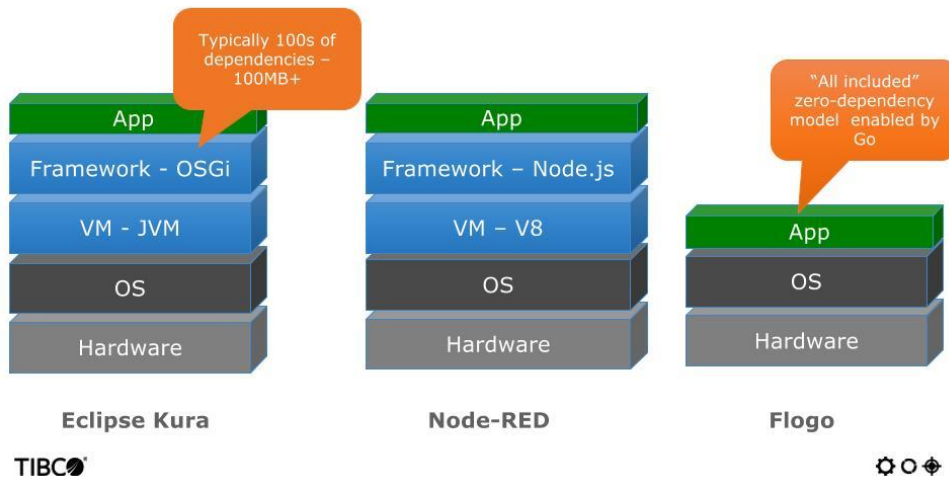 Typically 100s of
dependencies –
100MB+
App
Framework - OSGi
VM - JVM
OS
Hardware
Eclipse Kura
App
Framework – Node.js
VM – V8
OS
Hardware
Node-RED
“All included”
zero-dependency
model enabled by
Go
App
OS
Hardware
Flogo
TIBCO®